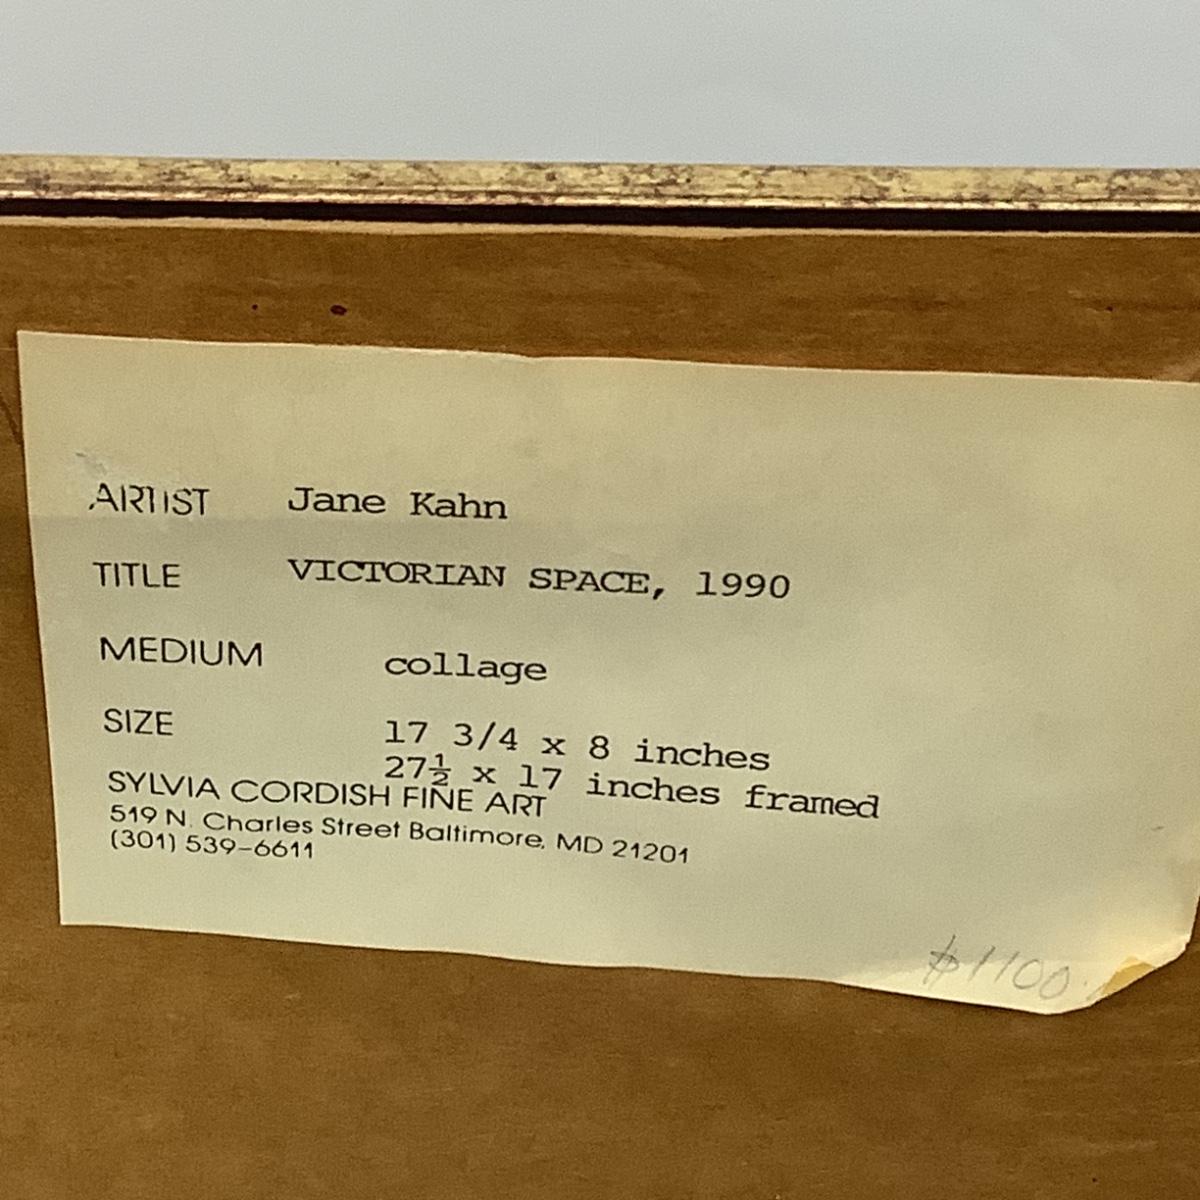 ARTIST Jane Kahn
TITLE VICTORIAN SPACE, 1990
MEDIUM collage
SIZE 17 3/4 x 8 inches
27½ x 17 inches framed
SYLVIA CORDISH FINE ART
519 N. Charles Street Baltimore, MD 21201
(301) 539-6611
$1100.